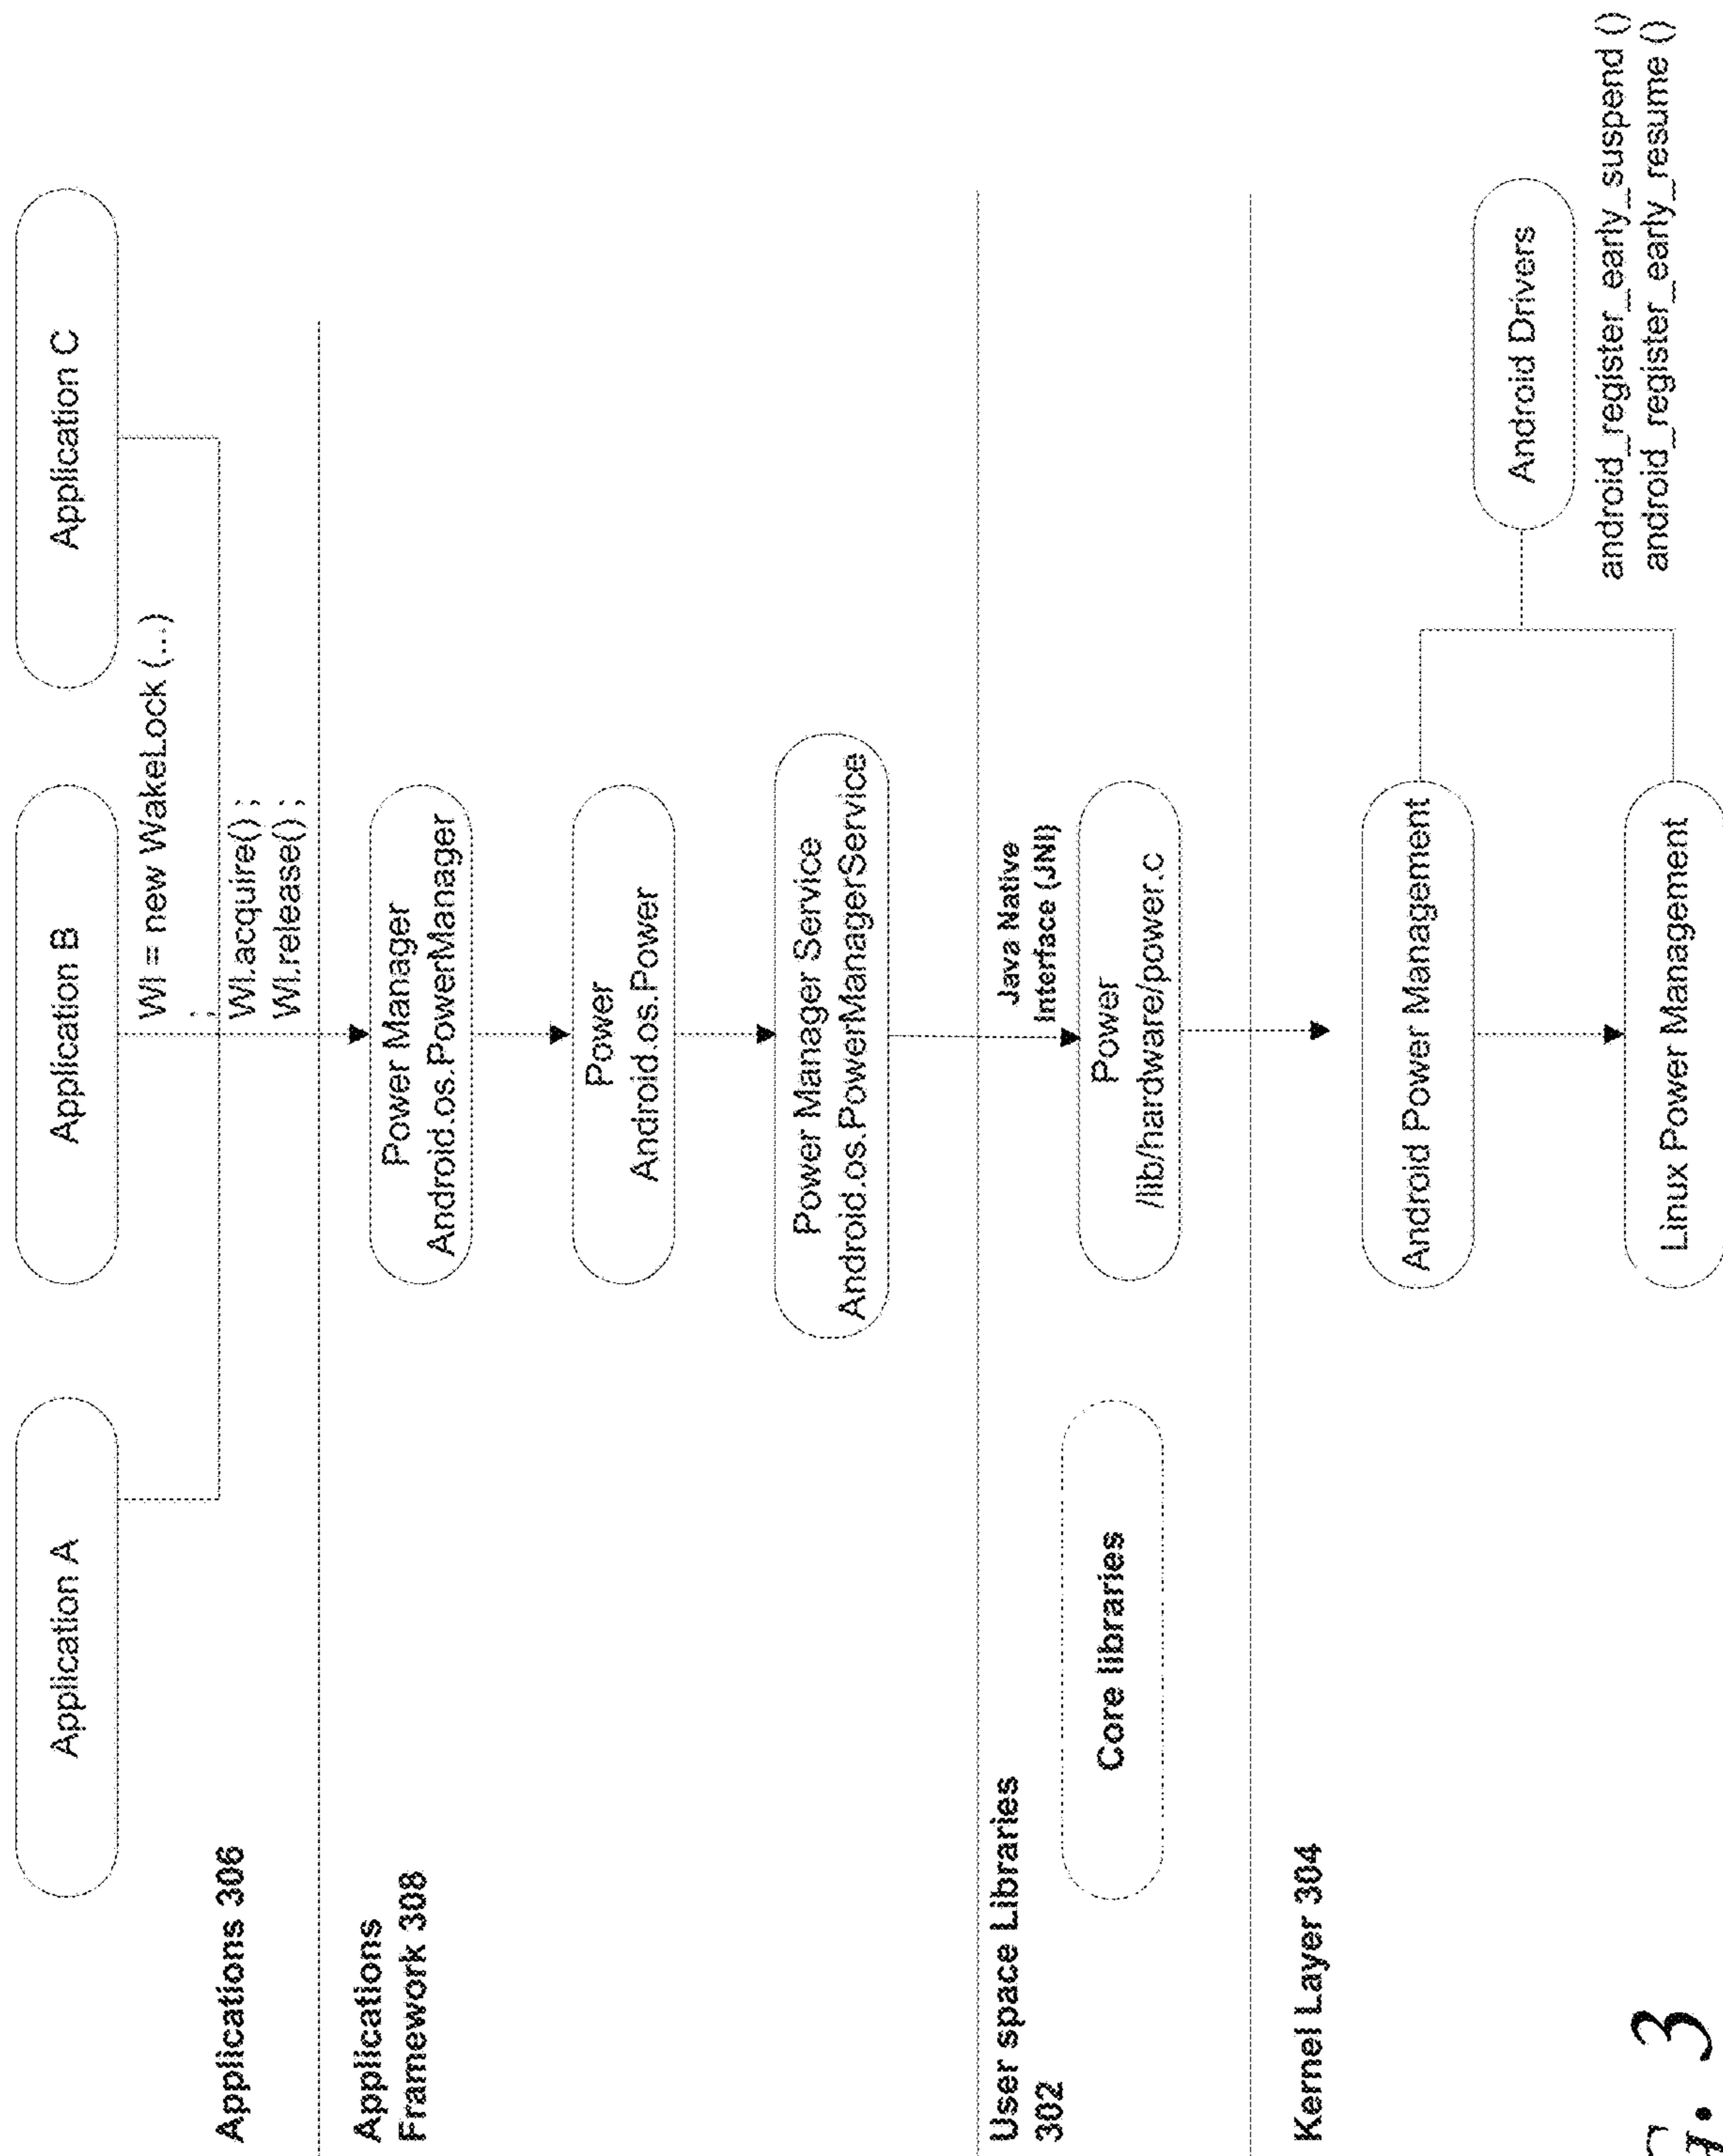 Application A
Application B
Application C
Wl = new WakeLock (...)
;
Wl.acquire() ;
Wl.release() ;
Applications 306
Applications
Framework 308
Power Manager
Android.os.PowerManager
Power
Android.os.Power
Power Manager Service
Android.os.PowerManagerService
User space Libraries
302
Java Native
Interface (JNI)
Core libraries
Power
/lib/hardware/power.c
Kernel Layer 304
Android Power Management
Android Drivers
android_register_early_suspend ()
android_register_early_resume ()
Linux Power Management
3